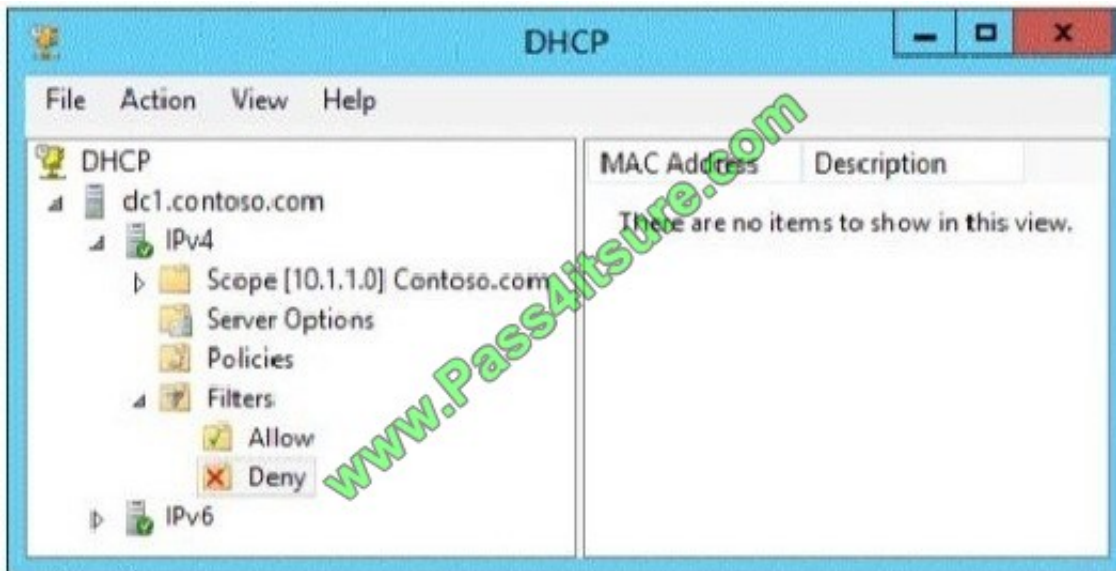 DHCP
File Action View Help
DHCP
dc1.contoso.com
IPv4
Scope [10.1.1.0] Contoso.com
Server Options
Policies
Filters
Allow
Deny
IPv6
MAC Address Description
There are no items to show in this view.
www.Pass4itsure.com